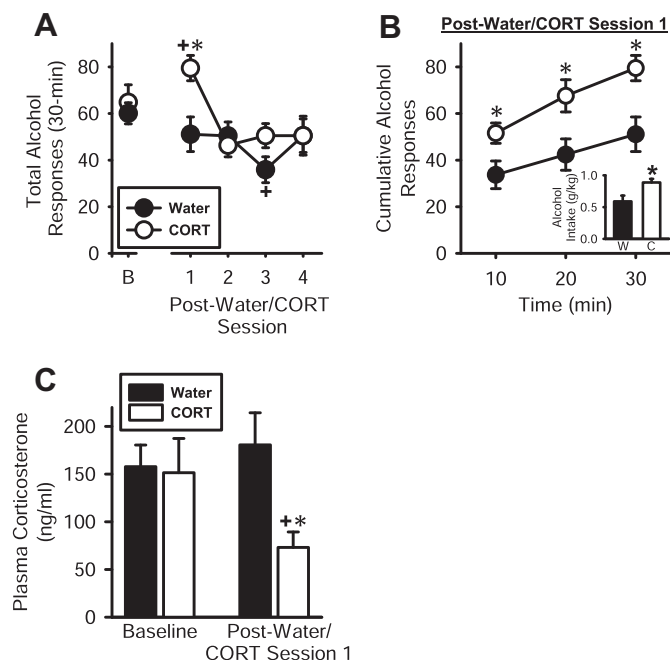 A
Total Alcohol
Responses (30-min)
80
60
40
20
0
+*
+
Water
CORT
B 1 2 3 4
Post-Water/CORT
Session
B
Post-Water/CORT Session 1
Cumulative Alcohol
Responses
80
60
40
20
0
* * *
Alcohol
Intake (g/kg)
1.0
0.5
0.0
*
W C
10 20 30
Time (min)
C
Water
CORT
Plasma Corticosterone
(ng/ml)
200
150
100
50
0
+*
Baseline Post-Water/
CORT Session 1